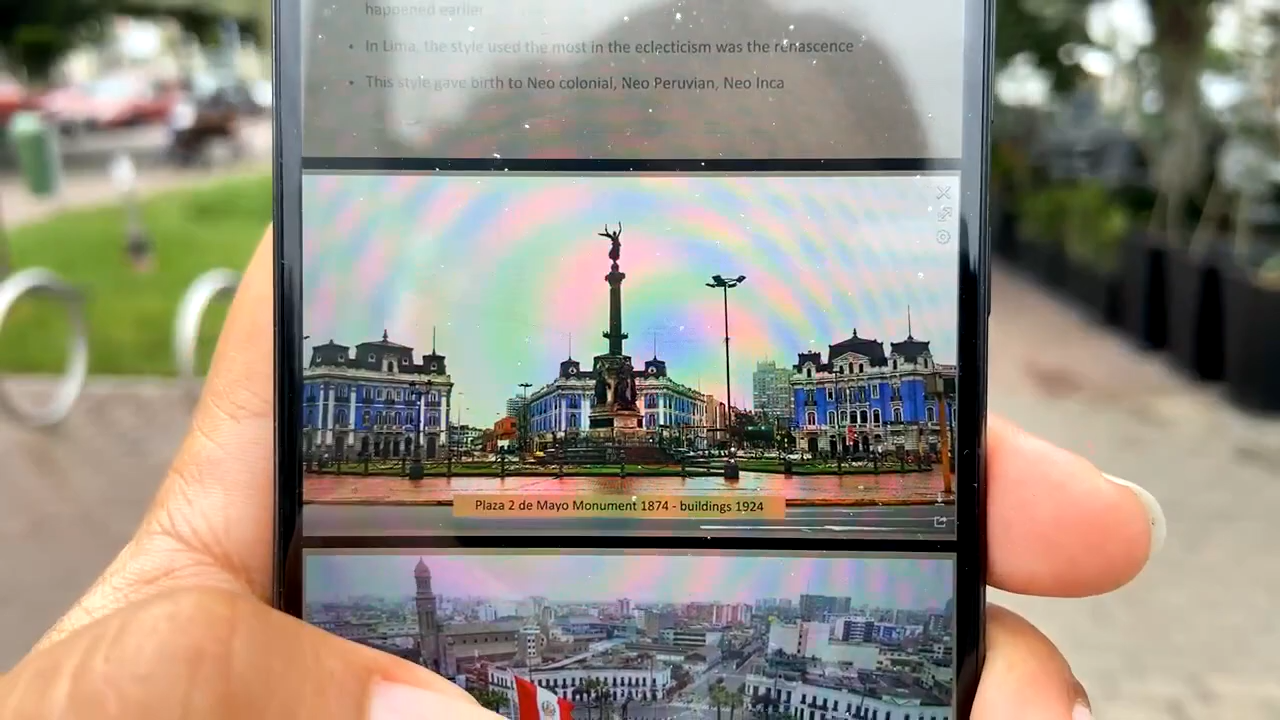 happened earlier
• In Lima, the style used the most in the eclecticism was the renascence
• This style gave birth to Neo colonial, Neo Peruvian, Neo Inca
Plaza 2 de Mayo Monument 1874 - buildings 1924